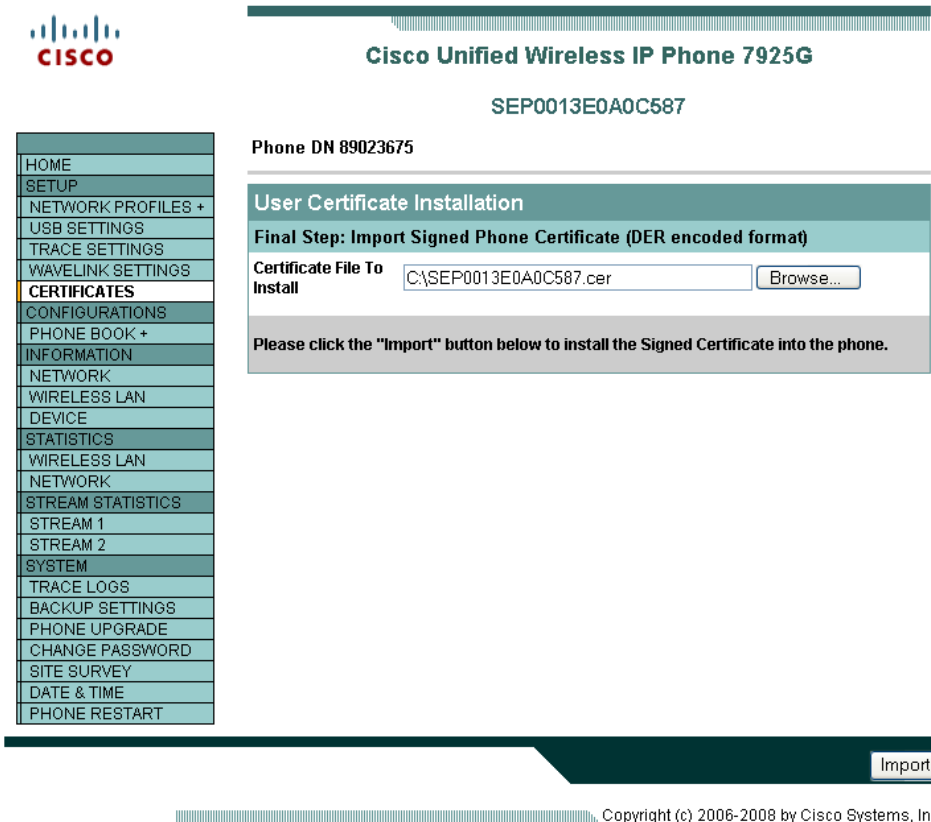 CISCO
Cisco Unified Wireless IP Phone 7925G
SEP0013E0A0C587
Phone DN 89023675
HOME
SETUP
NETWORK PROFILES +
USB SETTINGS
TRACE SETTINGS
WAVELINK SETTINGS
CERTIFICATES
CONFIGURATIONS
PHONE BOOK +
INFORMATION
NETWORK
WIRELESS LAN
DEVICE
STATISTICS
WIRELESS LAN
NETWORK
STREAM STATISTICS
STREAM 1
STREAM 2
SYSTEM
TRACE LOGS
BACKUP SETTINGS
PHONE UPGRADE
CHANGE PASSWORD
SITE SURVEY
DATE & TIME
PHONE RESTART
User Certificate Installation
Final Step: Import Signed Phone Certificate (DER encoded format)
Certificate File To
Install
C:\SEP0013E0A0C587.cer
Browse...
Please click the "Import" button below to install the Signed Certificate into the phone.
Import
Copyright (c) 2006-2008 by Cisco Systems, In